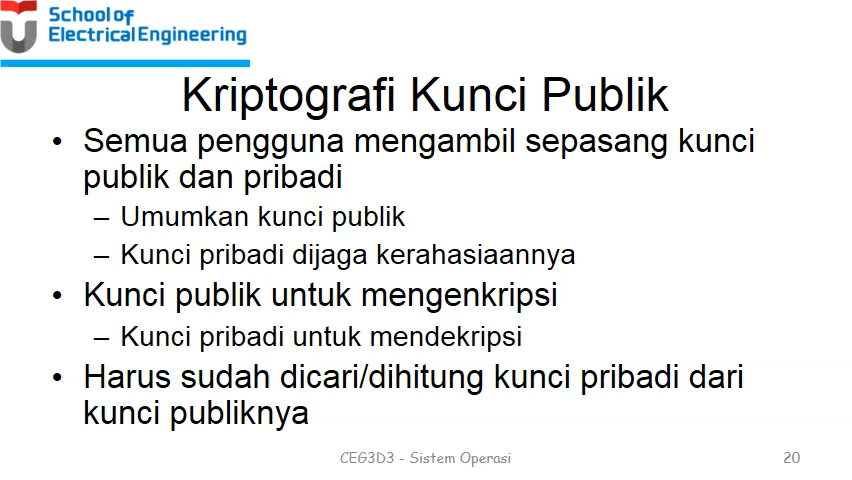 School of
Electrical Engineering
Kriptografi Kunci Publik
• Semua pengguna mengambil sepasang kunci
publik dan pribadi
– Umumkan kunci publik
– Kunci pribadi dijaga kerahasiaannya
• Kunci publik untuk mengenkripsi
– Kunci pribadi untuk mendekripsi
• Harus sudah dicari/dihitung kunci pribadi dari
kunci publiknya
CEG3D3 - Sistem Operasi
20